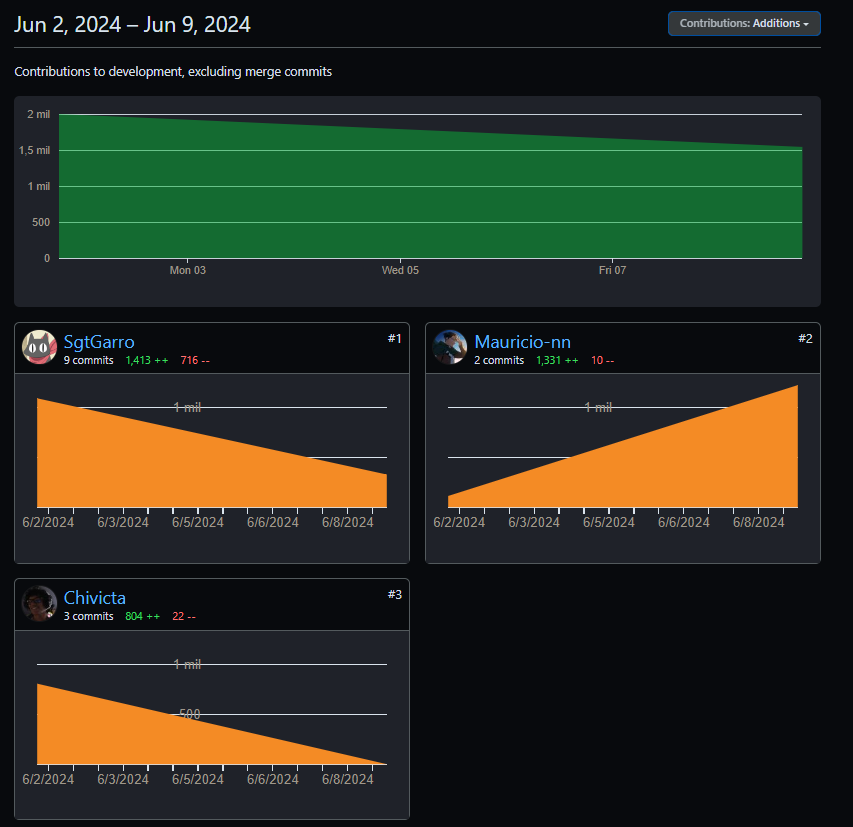 Jun 2, 2024 – Jun 9, 2024
Contributions: Additions
Contributions to development, excluding merge commits
2 mil
1,5 mil
1 mil
500
0
Mon 03 Wed 05 Fri 07
SgtGarro #1
9 commits 1,413 ++ 716 --
1 mil
6/2/2024 6/3/2024 6/5/2024 6/6/2024 6/8/2024
Mauricio-nn #2
2 commits 1,331 ++ 10 --
1 mil
6/2/2024 6/3/2024 6/5/2024 6/6/2024 6/8/2024
Chivicta #3
3 commits 804 ++ 22 --
1 mil
500
6/2/2024 6/3/2024 6/5/2024 6/6/2024 6/8/2024